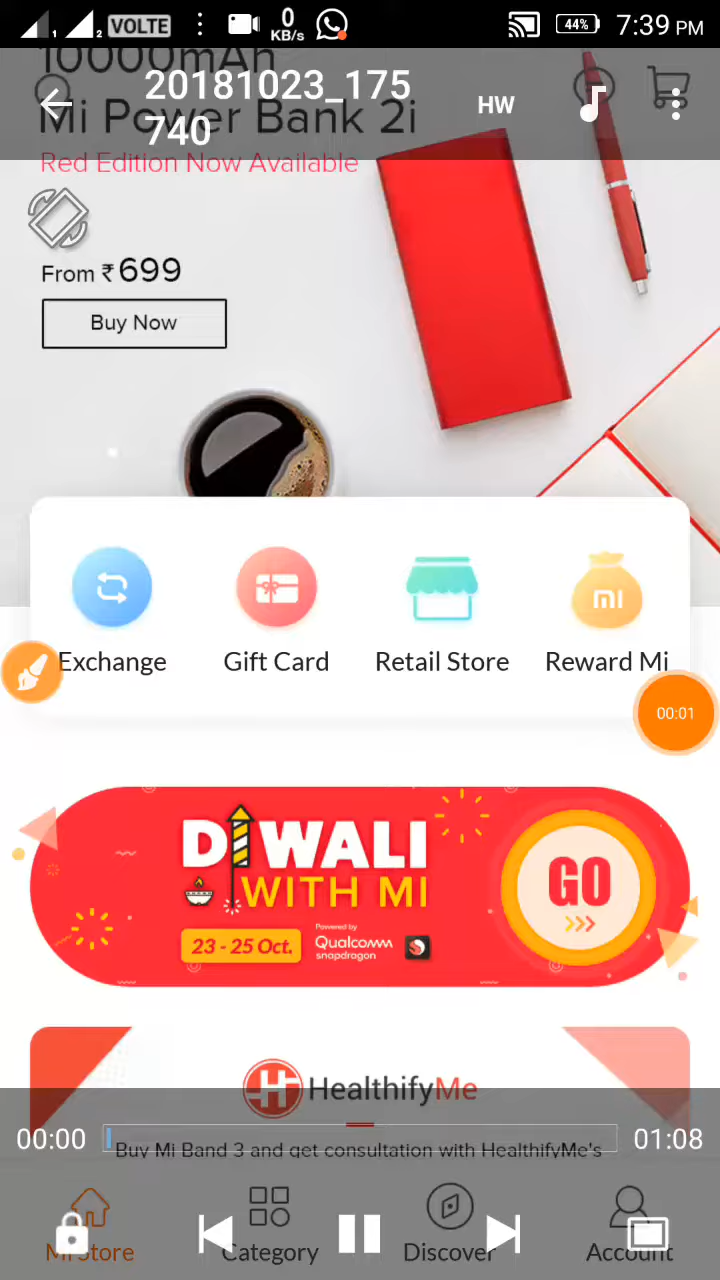 1 2 VOLTE 0 KB/s 44% 7:39 PM
10000mAh
20181023_175
740
HW
Mi Power Bank 2i
Red Edition Now Available
From ₹699
Buy Now
Exchange Gift Card Retail Store Reward Mi
00:01
DIWALI
WITH MI
GO
23 - 25 Oct.
Powered by
Qualcomm
snapdragon
HealthifyMe
00:00 01:08
Buy Mi Band 3 and get consultation with HealthifyMe's
Mi Store Category Discover Account